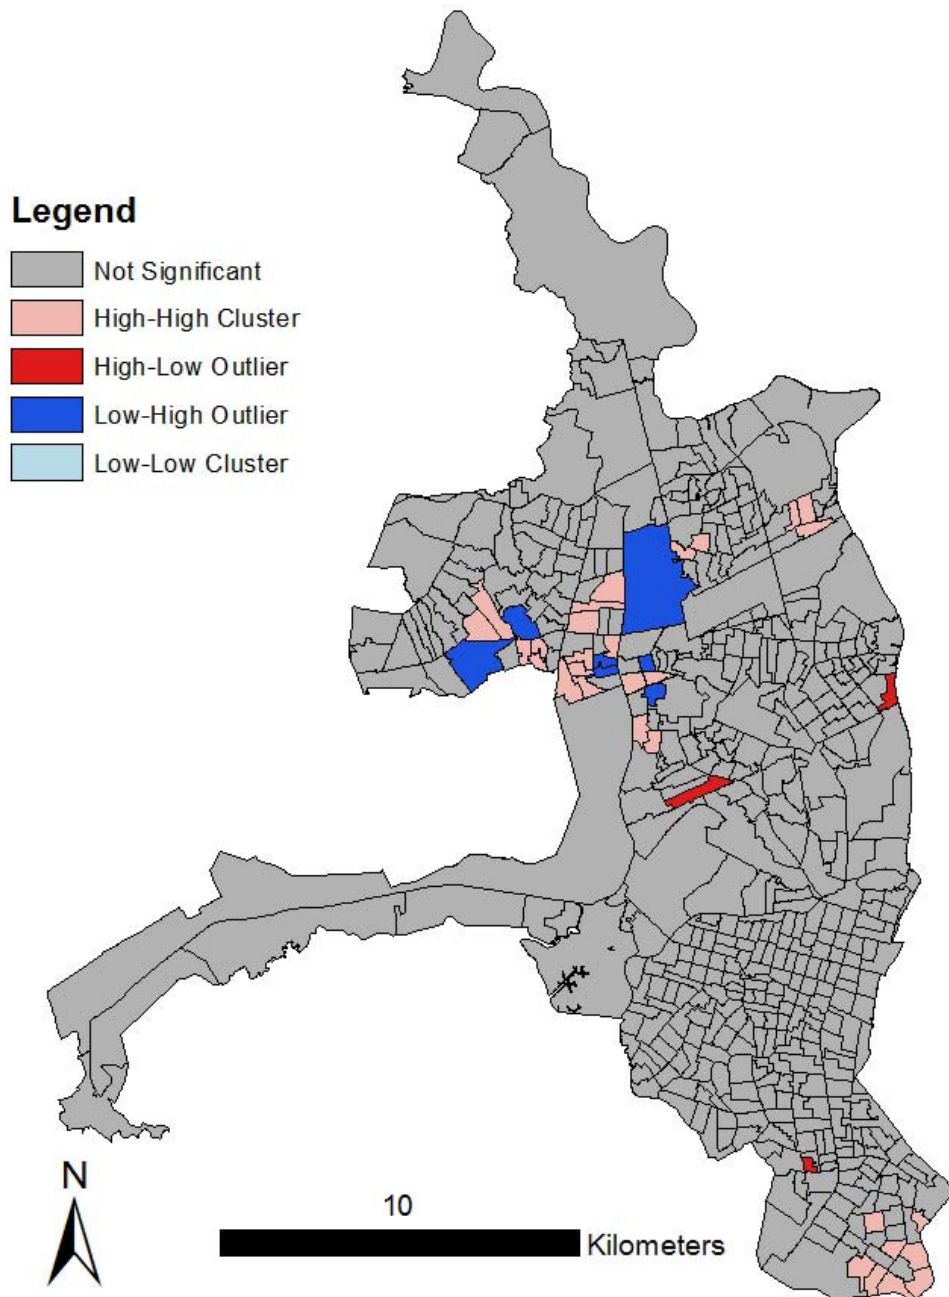 Legend
Not Significant
High-High Cluster
High-Low Outlier
Low-High Outlier
Low-Low Cluster
N
10
Kilometers